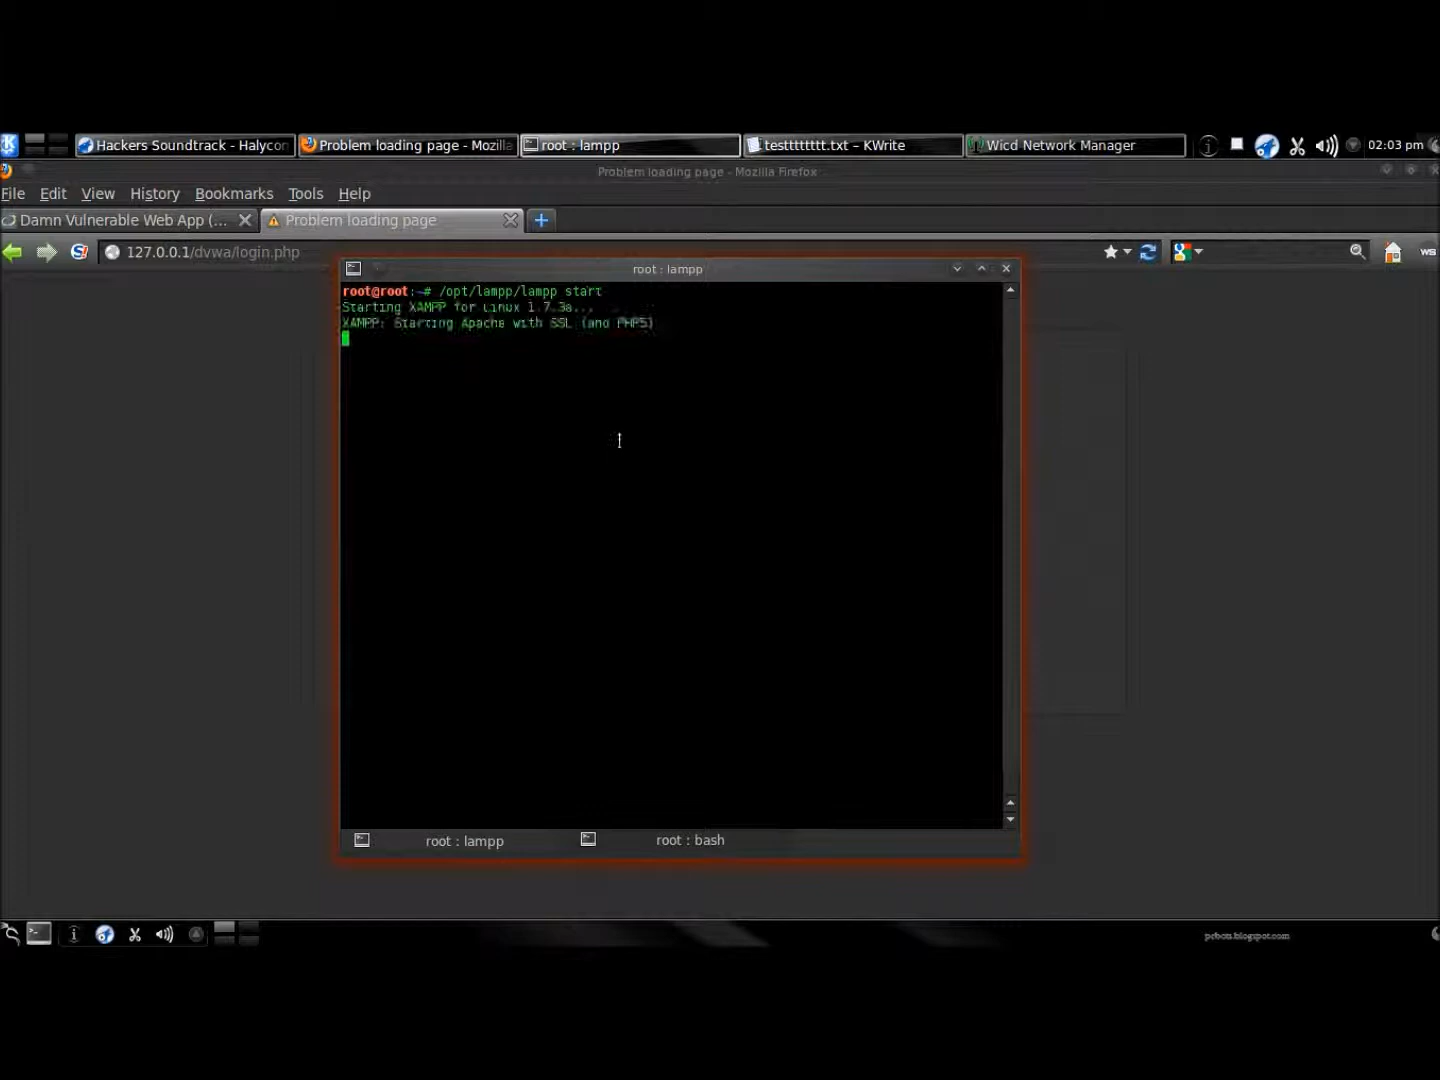 Hackers Soundtrack - Halycon
Problem loading page - Mozilla
root : lampp
testttttttt.txt – KWrite
Wicd Network Manager
02:03 pm
Problem loading page - Mozilla Firefox
File Edit View History Bookmarks Tools Help
Damn Vulnerable Web App (...
Problem loading page
127.0.0.1/dvwa/login.php
root : lampp
root@root:~# /opt/lampp/lampp start
Starting XAMPP for Linux 1.7.3a...
XAMPP: Starting Apache with SSL (and PHP5)
root : lampp
root : bash